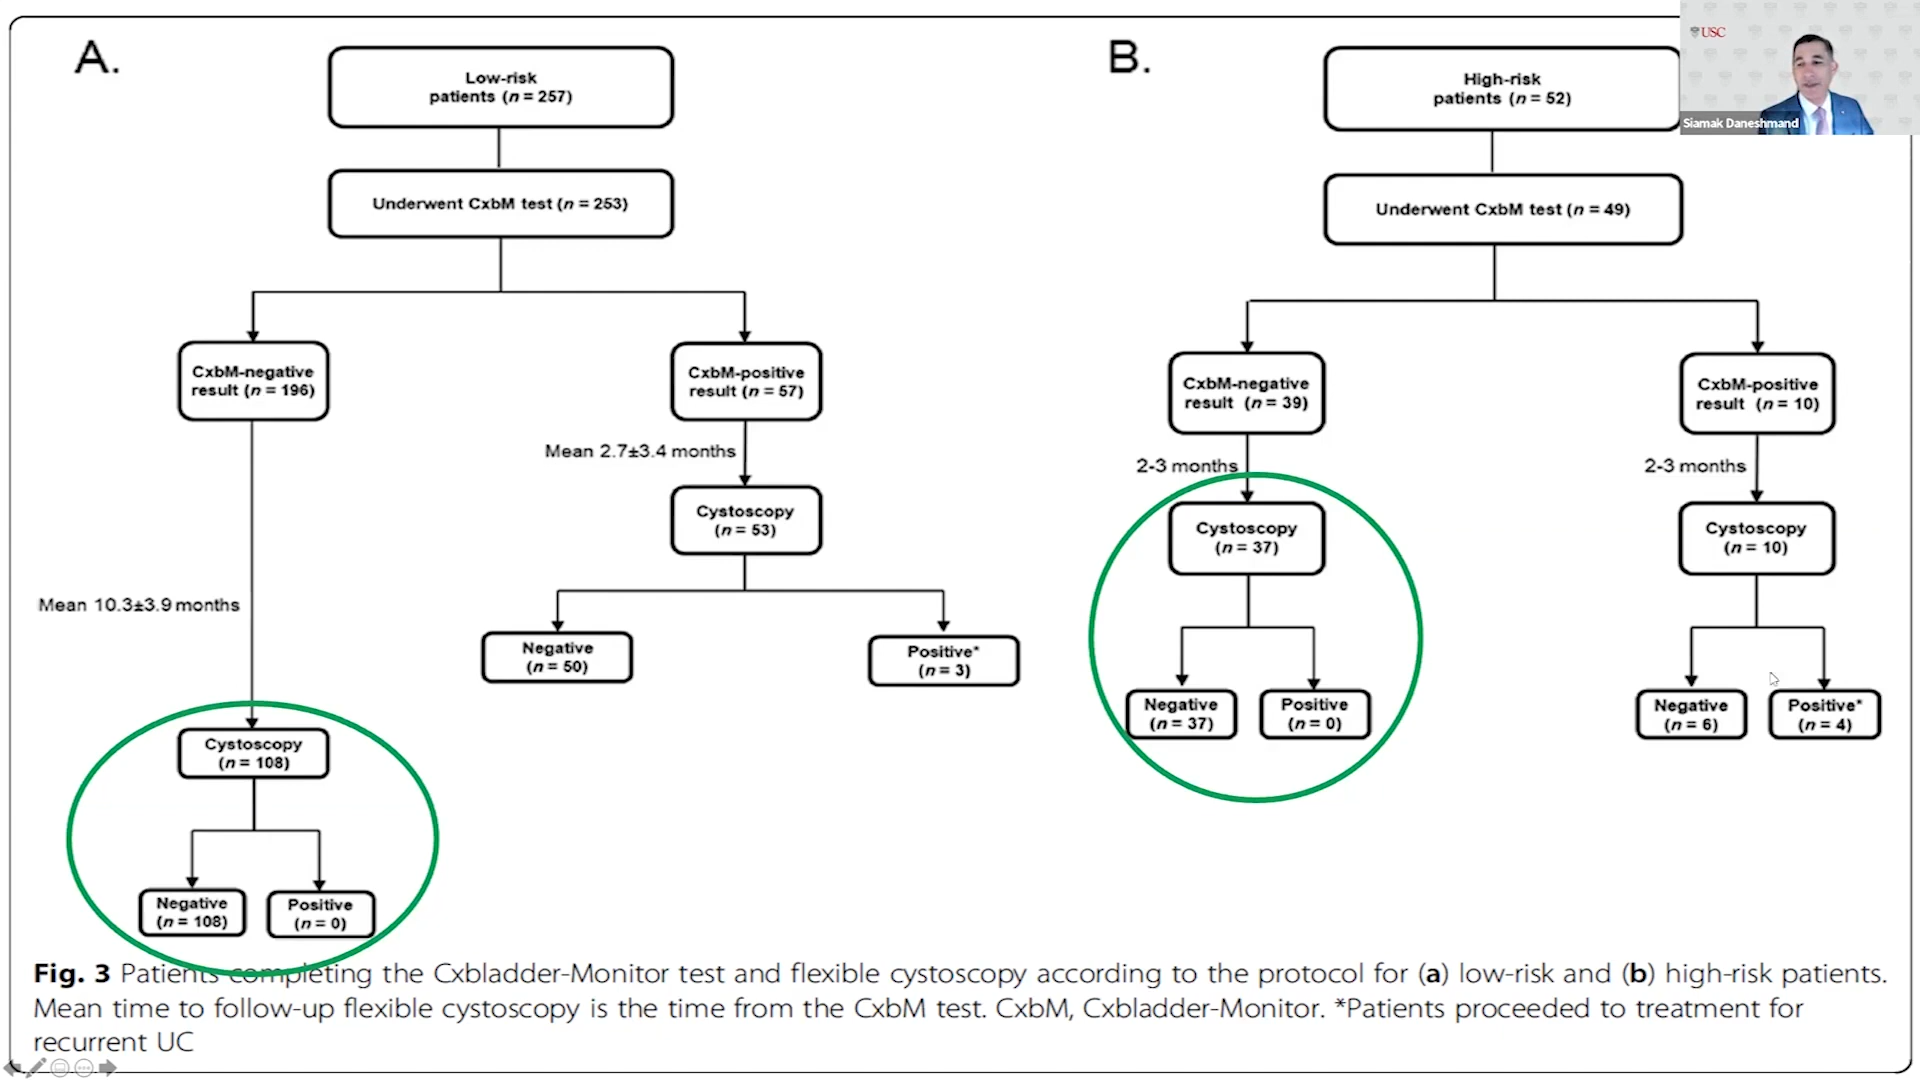 A.
Low-risk
patients (n = 257)
Underwent CxbM test (n = 253)
CxbM-negative
result (n = 196)
CxbM-positive
result (n = 57)
Mean 2.7±3.4 months
Cystoscopy
(n = 53)
Mean 10.3±3.9 months
Negative
(n = 50)
Positive*
(n = 3)
Cystoscopy
(n = 108)
Negative
(n = 108)
Positive
(n = 0)
B.
High-risk
patients (n = 52)
Underwent CxbM test (n = 49)
CxbM-negative
result (n = 39)
CxbM-positive
result (n = 10)
2-3 months
2-3 months
Cystoscopy
(n = 37)
Cystoscopy
(n = 10)
Negative
(n = 37)
Positive
(n = 0)
Negative
(n = 6)
Positive*
(n = 4)
USC
Siamak Daneshmand
Fig. 3 Patients completing the Cxbladder-Monitor test and flexible cystoscopy according to the protocol for (a) low-risk and (b) high-risk patients.
Mean time to follow-up flexible cystoscopy is the time from the CxbM test. CxbM, Cxbladder-Monitor. *Patients proceeded to treatment for
recurrent UC